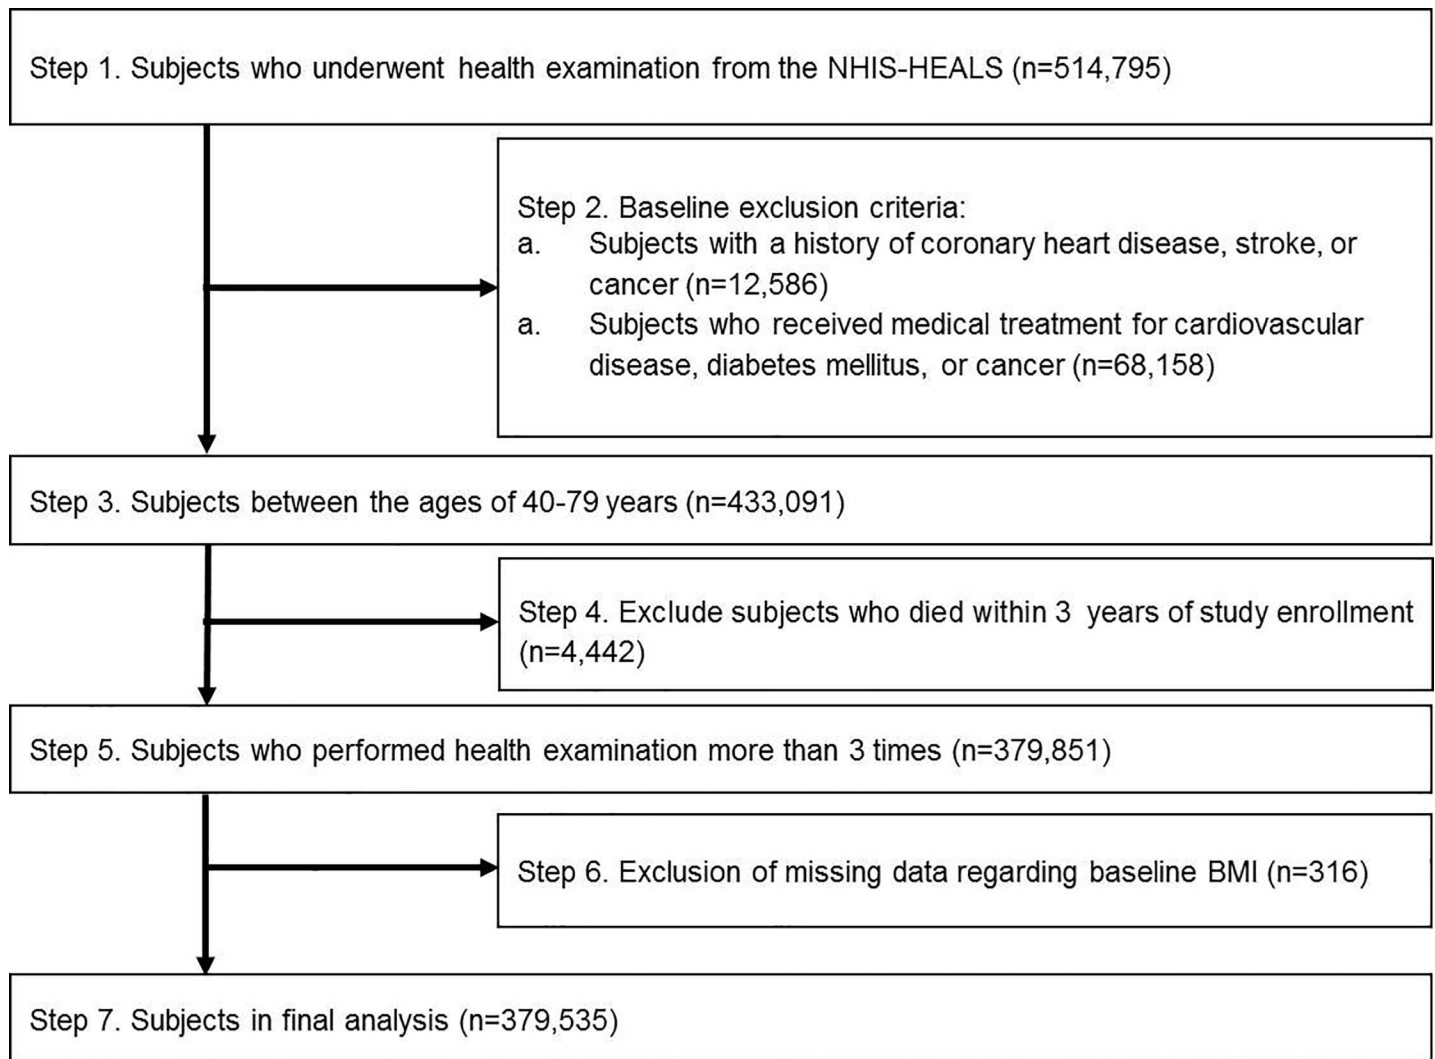 Step 1. Subjects who underwent health examination from the NHIS-HEALS (n=514,795)
Step 2. Baseline exclusion criteria:
a. Subjects with a history of coronary heart disease, stroke, or
cancer (n=12,586)
a. Subjects who received medical treatment for cardiovascular
disease, diabetes mellitus, or cancer (n=68,158)
Step 3. Subjects between the ages of 40-79 years (n=433,091)
Step 4. Exclude subjects who died within 3 years of study enrollment
(n=4,442)
Step 5. Subjects who performed health examination more than 3 times (n=379,851)
Step 6. Exclusion of missing data regarding baseline BMI (n=316)
Step 7. Subjects in final analysis (n=379,535)